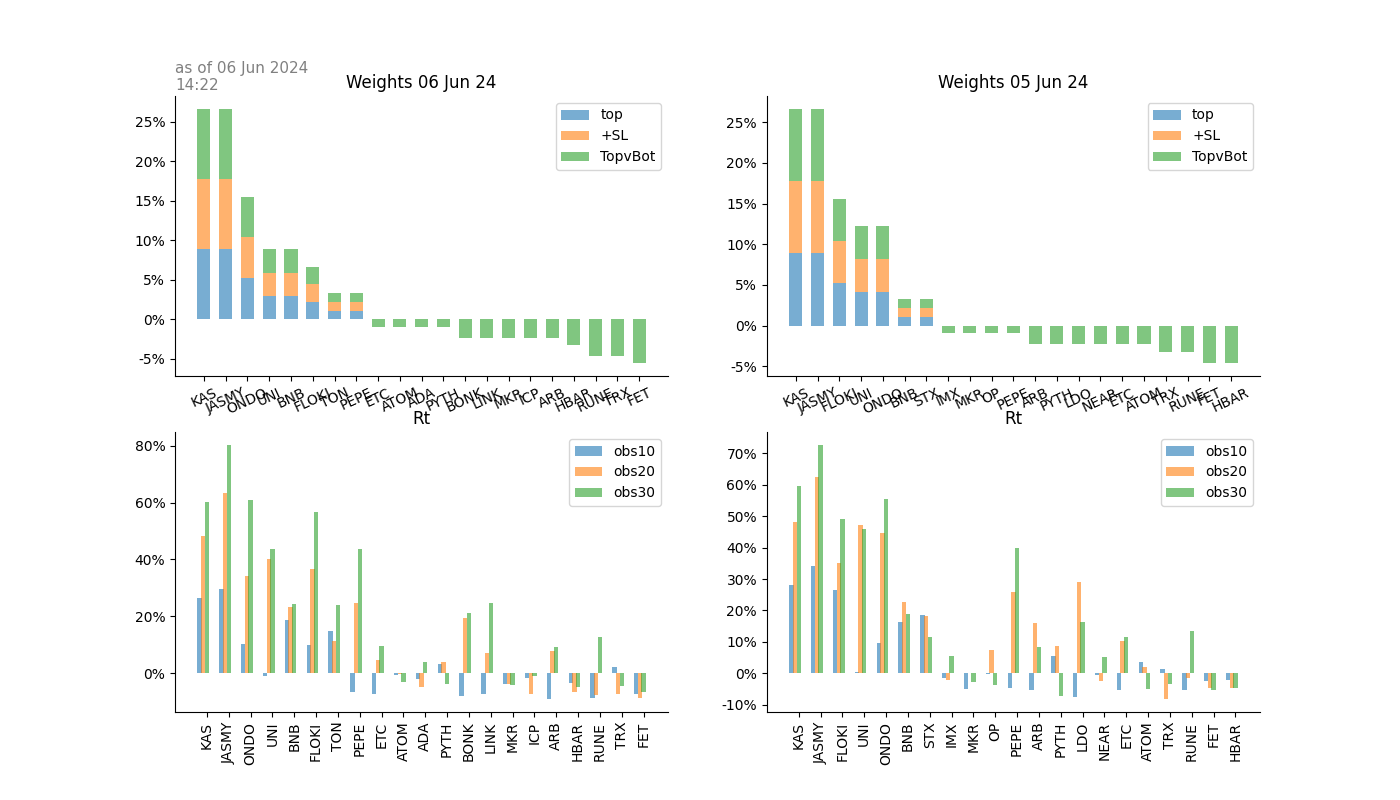 as of 06 Jun 2024
14:22
Weights 06 Jun 24
25%
20%
15%
10%
5%
0%
-5%
top
+SL
TopvBot
KAS JASMY ONDO UNI BNB FLOKI TON PEPE ETC ATOM ADA PYTH BONK LINK MKR ICP ARB HBAR RUNE TRX FET
Weights 05 Jun 24
25%
20%
15%
10%
5%
0%
-5%
top
+SL
TopvBot
KAS JASMY FLOKI UNI ONDO BNB STX IMX MKR OP PEPE ARB PYTH LDO NEAR ETC ATOM TRX RUNE FET HBAR
Rt
80%
60%
40%
20%
0%
obs10
obs20
obs30
KAS JASMY ONDO UNI BNB FLOKI TON PEPE ETC ATOM ADA PYTH BONK LINK MKR ICP ARB HBAR RUNE TRX FET
Rt
70%
60%
50%
40%
30%
20%
10%
0%
-10%
obs10
obs20
obs30
KAS JASMY FLOKI UNI ONDO BNB STX IMX MKR OP PEPE ARB PYTH LDO NEAR ETC ATOM TRX RUNE FET HBAR